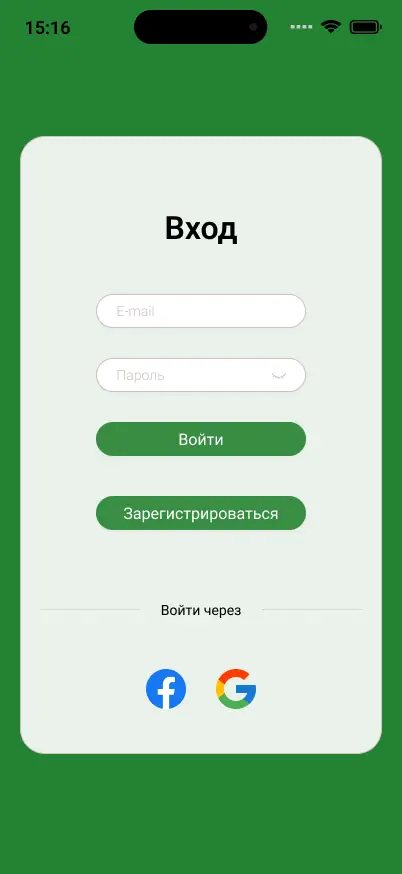 15:16
Вход
E-mail
Пароль
Войти
Зарегистрироваться
Войти через